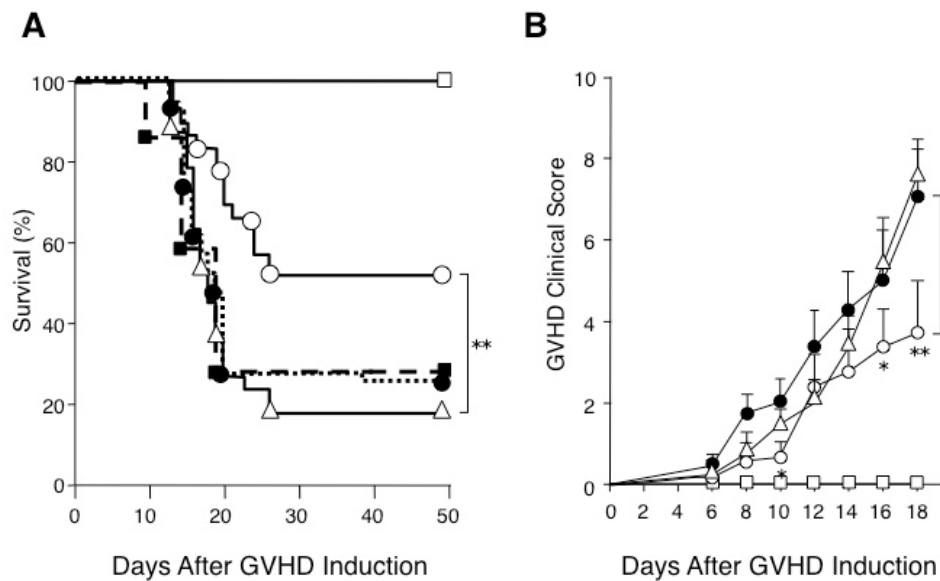 A
B
Survival (%)
100
80
60
40
20
0
0 10 20 30 40 50
Days After GVHD Induction
**
GVHD Clinical Score
10
8
6
4
2
0
0 2 4 6 8 10 12 14 16 18
Days After GVHD Induction
*
*
**